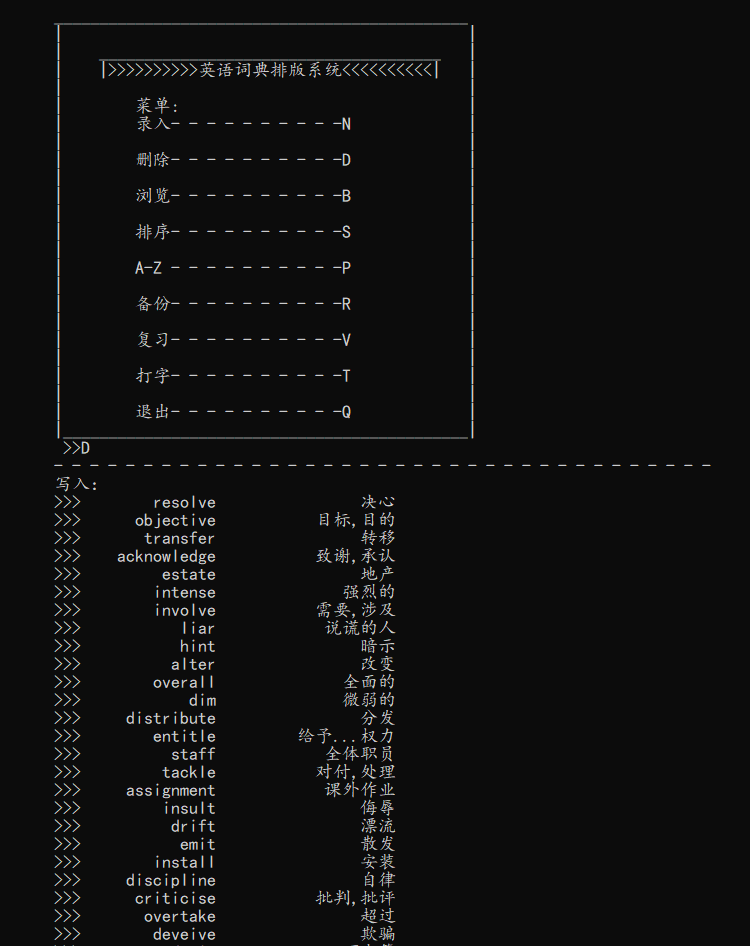 |>>>>>>>>>>英语词典排版系统<<<<<<<<<<|
菜单:
录入- - - - - - - - - -N
删除- - - - - - - - - -D
浏览- - - - - - - - - -B
排序- - - - - - - - - -S
A-Z - - - - - - - - - -P
备份- - - - - - - - - -R
复习- - - - - - - - - -V
打字- - - - - - - - - -T
退出- - - - - - - - - -Q
>>D
- - - - - - - - - - - - - - - - - - - - - - - - - - - - - - - - - - - - -
写入:
>>> resolve 决心
>>> objective 目标,目的
>>> transfer 转移
>>> acknowledge 致谢,承认
>>> estate 地产
>>> intense 强烈的
>>> involve 需要,涉及
>>> liar 说谎的人
>>> hint 暗示
>>> alter 改变
>>> overall 全面的
>>> dim 微弱的
>>> distribute 分发
>>> entitle 给予...权力
>>> staff 全体职员
>>> tackle 对付,处理
>>> assignment 课外作业
>>> insult 侮辱
>>> drift 漂流
>>> emit 散发
>>> install 安装
>>> discipline 自律
>>> criticise 批判,批评
>>> overtake 超过
>>> deveive 欺骗